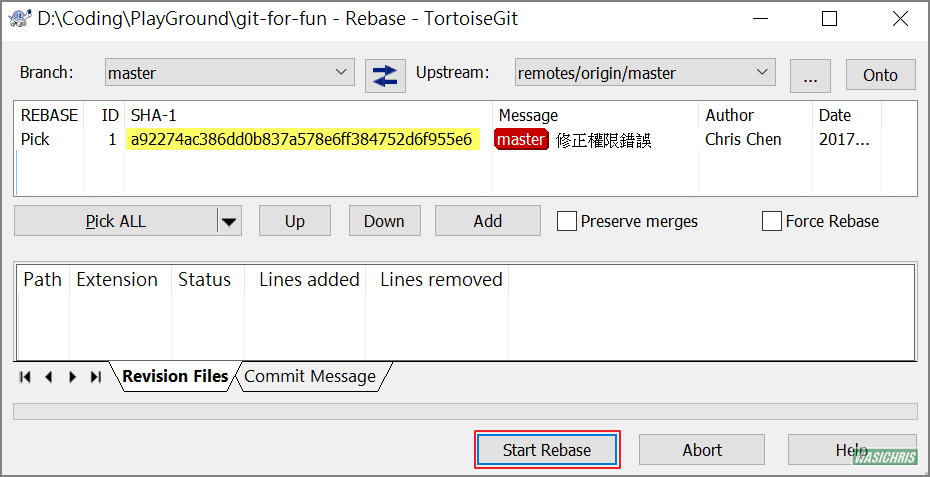 D:\Coding\PlayGround\git-for-fun - Rebase - TortoiseGit
Branch: master Upstream: remotes/origin/master ... Onto
REBASE ID SHA-1 Message Author Date
Pick 1 a92274ac386dd0b837a578e6ff384752d6f955e6 master 修正權限錯誤 Chris Chen 2017...
Pick ALL Up Down Add Preserve merges Force Rebase
Path Extension Status Lines added Lines removed
Revision Files Commit Message
Start Rebase Abort Help
WASICHRIS